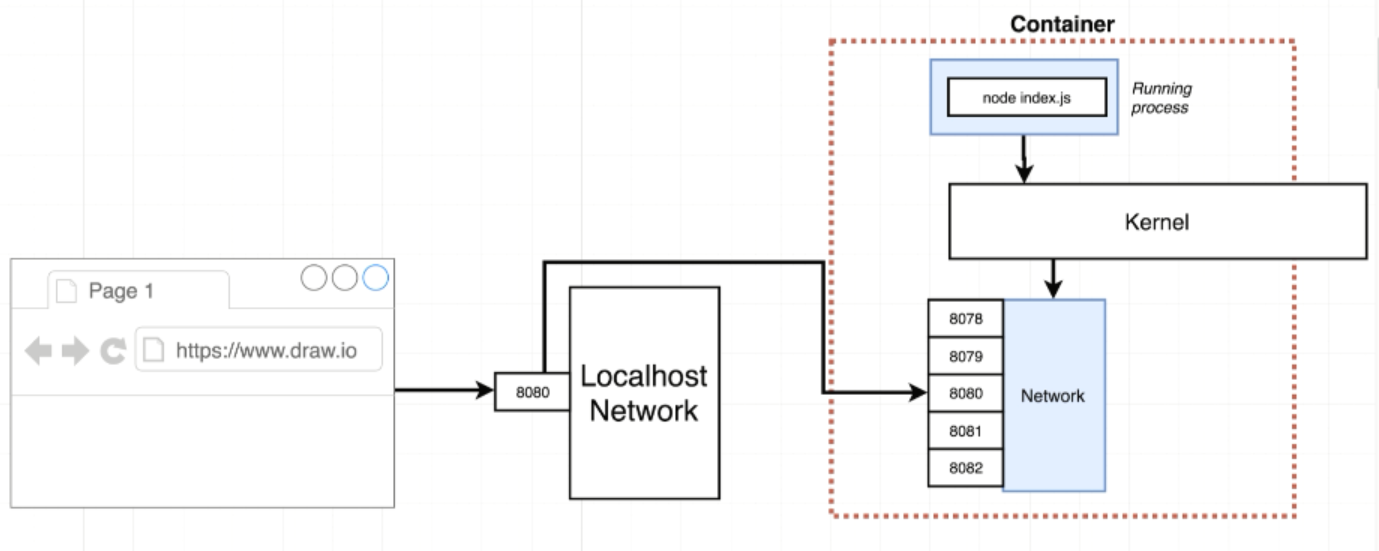 Container
node index.js
Running
process
Kernel
Page 1
https://www.draw.io
8080
Localhost
Network
8078
8079
8080
8081
8082
Network